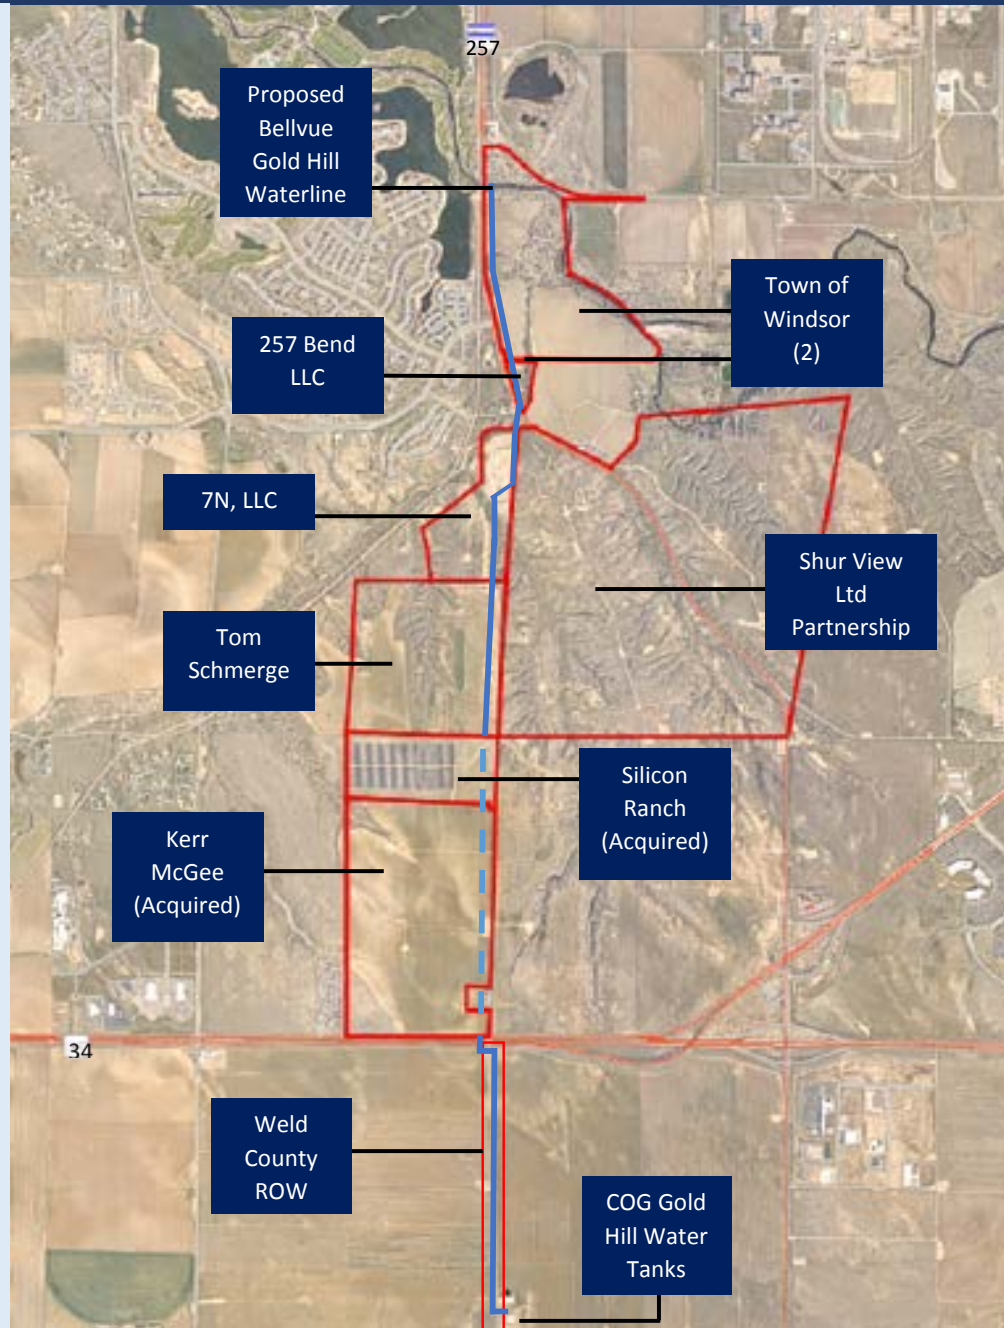 257
Proposed
Bellvue
Gold Hill
Waterline
Town of
Windsor
(2)
257 Bend
LLC
7N, LLC
Shur View
Ltd
Partnership
Tom
Schmerge
Silicon
Ranch
(Acquired)
Kerr
McGee
(Acquired)
34
Weld
County
ROW
COG Gold
Hill Water
Tanks